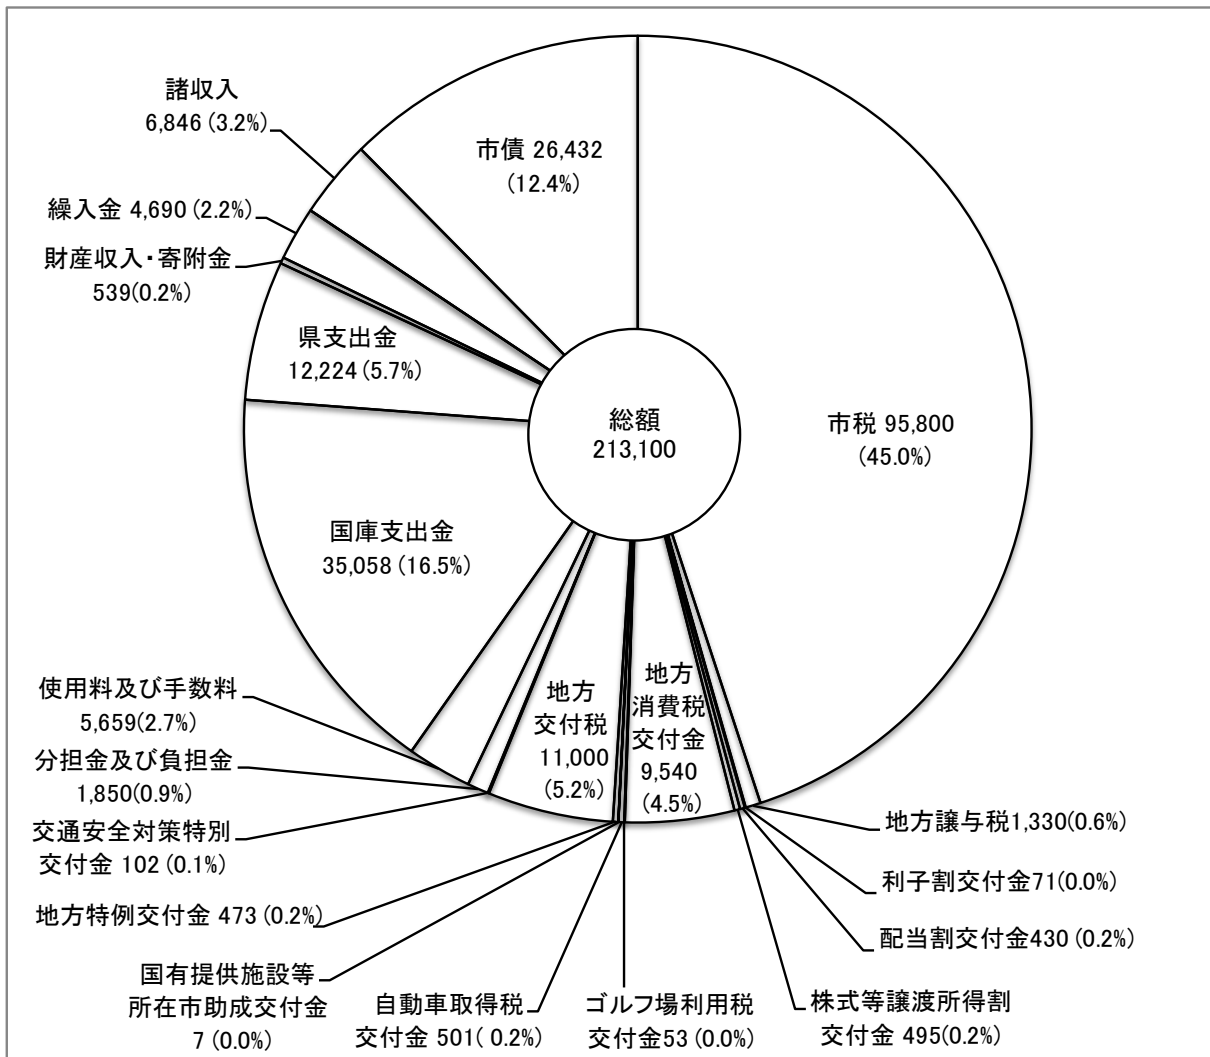 諸収入
6,846 (3.2%)
市債 26,432
(12.4%)
繰入金 4,690 (2.2%)
財産収入・寄附金
539(0.2%)
県支出金
12,224 (5.7%)
総額
213,100
市税 95,800
(45.0%)
国庫支出金
35,058 (16.5%)
使用料及び手数料
5,659(2.7%)
分担金及び負担金
1,850(0.9%)
交通安全対策特別
交付金 102 (0.1%)
地方特例交付金 473 (0.2%)
国有提供施設等
所在市助成交付金
7 (0.0%)
地方
交付税
11,000
(5.2%)
自動車取得税
交付金 501( 0.2%)
ゴルフ場利用税
交付金53 (0.0%)
地方
消費税
交付金
9,540
(4.5%)
株式等譲渡所得割
交付金 495(0.2%)
配当割交付金430 (0.2%)
利子割交付金71(0.0%)
地方譲与税1,330(0.6%)